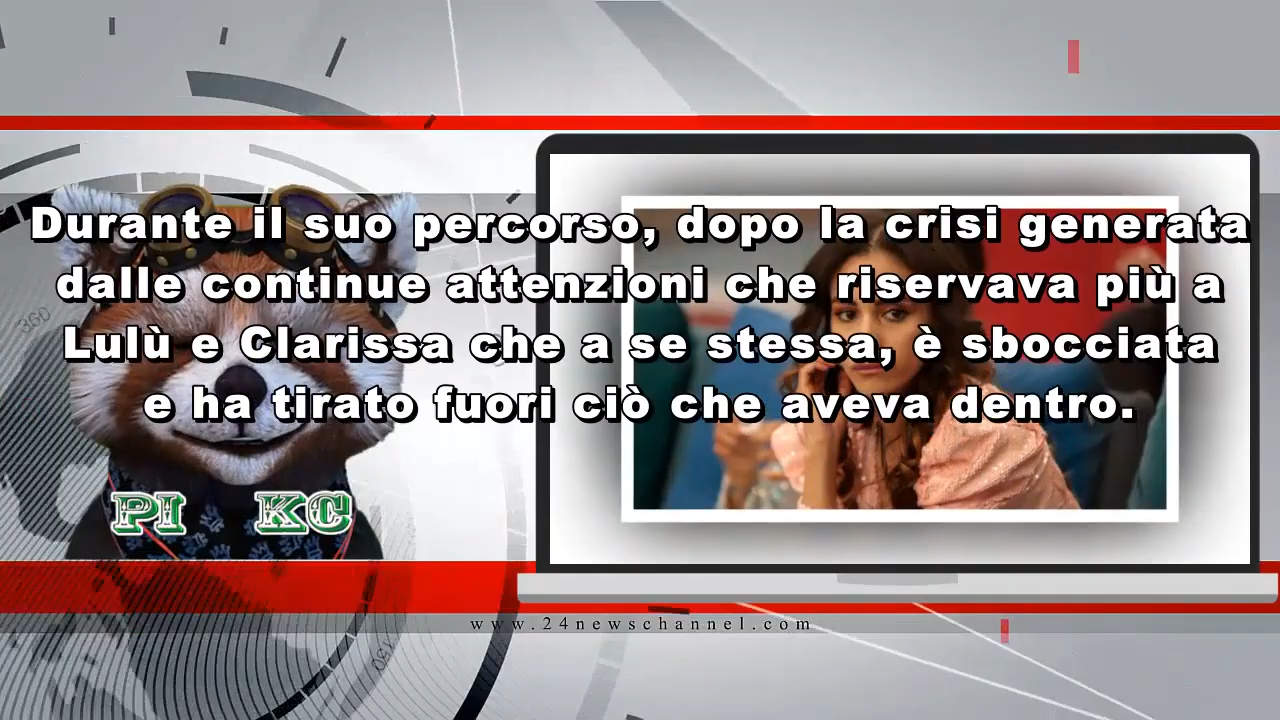 Durante il suo percorso, dopo la crisi generata
dalle continue attenzioni che riservava più a
Lulù e Clarissa che a se stessa, è sbocciata
e ha tirato fuori ciò che aveva dentro.
360
PI KC
www.24newschannel.com